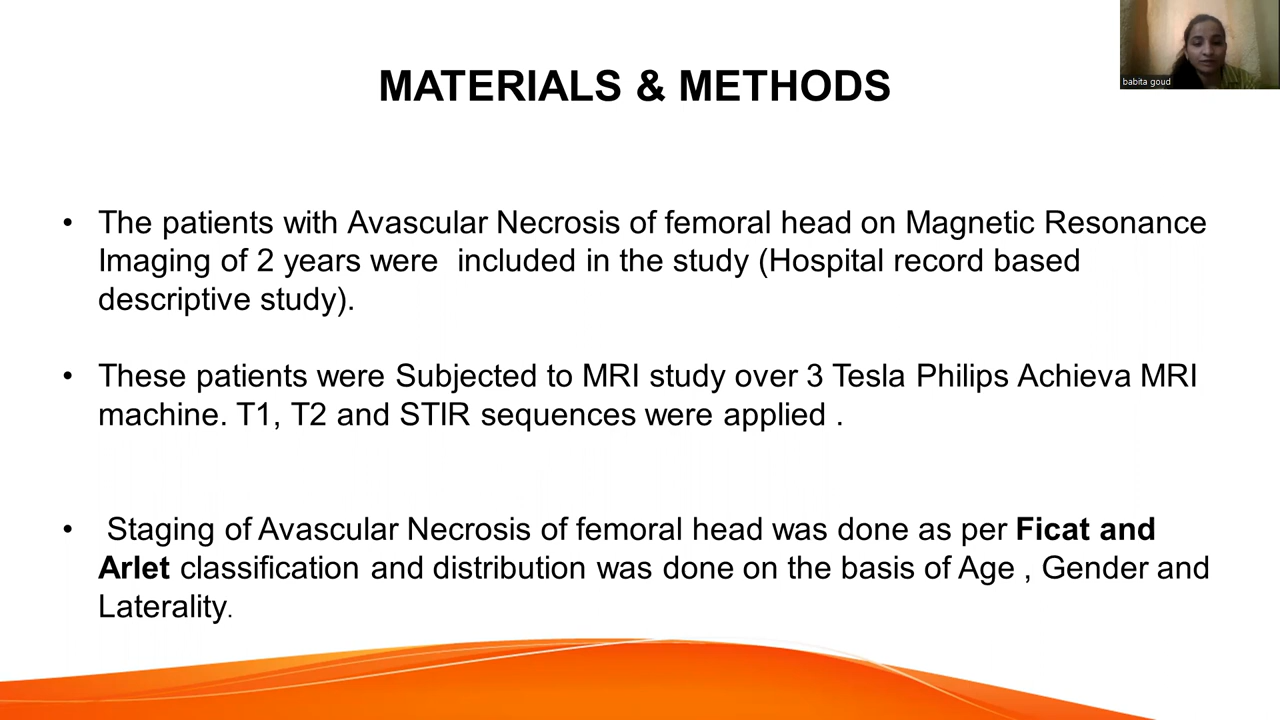 babita goud
MATERIALS & METHODS
• The patients with Avascular Necrosis of femoral head on Magnetic Resonance
Imaging of 2 years were  included in the study (Hospital record based
descriptive study).
• These patients were Subjected to MRI study over 3 Tesla Philips Achieva MRI
machine. T1, T2 and STIR sequences were applied .
• Staging of Avascular Necrosis of femoral head was done as per Ficat and
Arlet classification and distribution was done on the basis of Age , Gender and
Laterality.